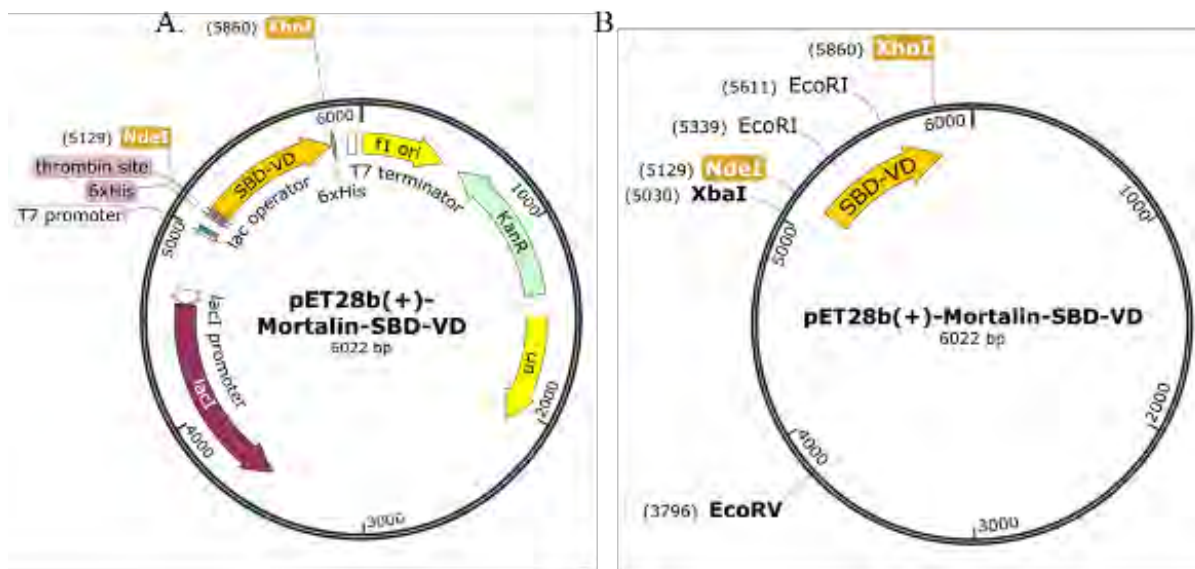 A.
(5860) XhoI
6000
(5129) NdeI
thrombin site
6xHis
T7 promoter
SBD-VD
lac operator
6xHis
T7 terminator
f1 ori
KanR
1000
5000
pET28b(+)-
Mortalin-SBD-VD
6022 bp
lacI promoter
lacI
ori
2000
4000
3000
B
(5860) XhoI
(5611) EcoRI
6000
(5339) EcoRI
(5129) NdeI
(5030) XbaI
SBD-VD
5000
1000
pET28b(+)-Mortalin-SBD-VD
6022 bp
2000
4000
(3796) EcoRV
3000